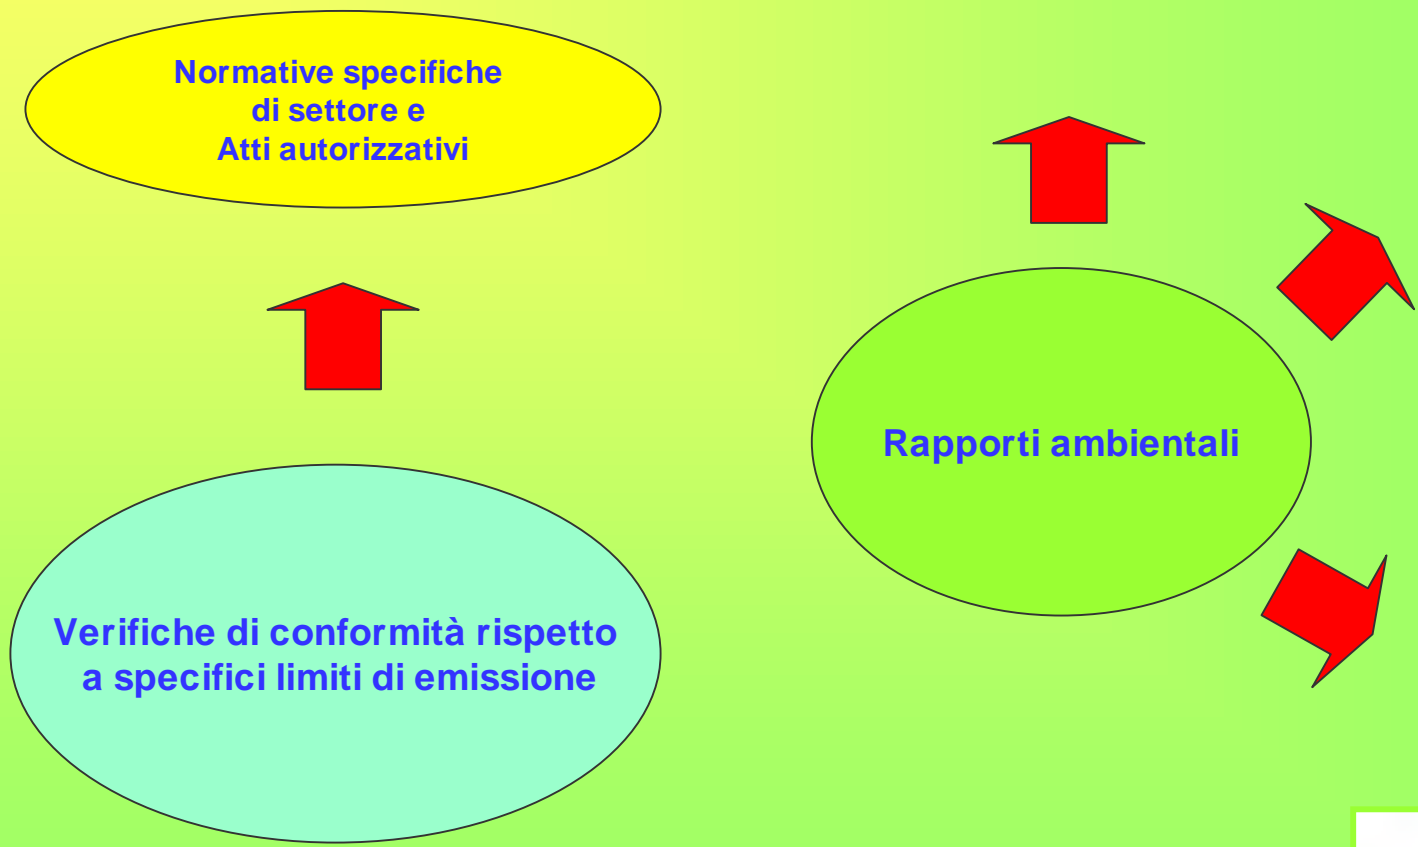 Normative specifiche
di settore e
Atti autorizzativi
Rapporti ambientali
Verifiche di conformità rispetto
a specifici limiti di emissione